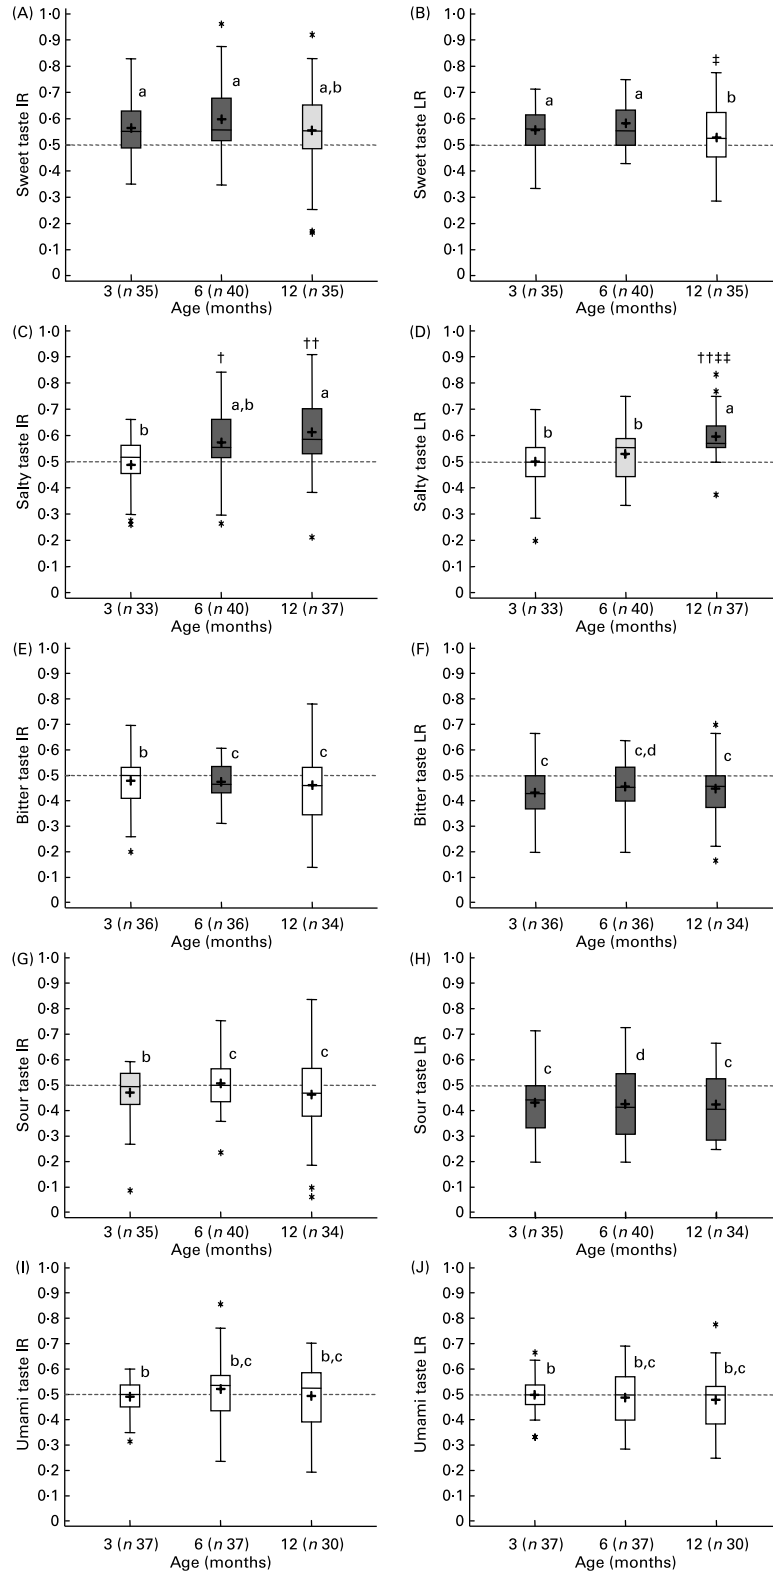 (A)
Sweet taste IR
1·0
0·9
0·8
0·7
0·6
0·5
0·4
0·3
0·2
0·1
0
*
*
*
a
a
a,b
3 (n 35) 6 (n 40) 12 (n 35)
Age (months)
(B)
Sweet taste LR
1·0
0·9
0·8
0·7
0·6
0·5
0·4
0·3
0·2
0·1
0
‡
a
a
b
3 (n 35) 6 (n 40) 12 (n 35)
Age (months)
(C)
Salty taste IR
1·0
0·9
0·8
0·7
0·6
0·5
0·4
0·3
0·2
0·1
0
†
††
b
a,b
a
3 (n 33) 6 (n 40) 12 (n 37)
Age (months)
(D)
Salty taste LR
1·0
0·9
0·8
0·7
0·6
0·5
0·4
0·3
0·2
0·1
0
††‡‡
b
b
a
3 (n 33) 6 (n 40) 12 (n 37)
Age (months)
(E)
Bitter taste IR
1·0
0·9
0·8
0·7
0·6
0·5
0·4
0·3
0·2
0·1
0
b
c
c
3 (n 36) 6 (n 36) 12 (n 34)
Age (months)
(F)
Bitter taste LR
1·0
0·9
0·8
0·7
0·6
0·5
0·4
0·3
0·2
0·1
0
c
c,d
c
3 (n 36) 6 (n 36) 12 (n 34)
Age (months)
(G)
Sour taste IR
1·0
0·9
0·8
0·7
0·6
0·5
0·4
0·3
0·2
0·1
0
b
c
c
3 (n 35) 6 (n 40) 12 (n 34)
Age (months)
(H)
Sour taste LR
1·0
0·9
0·8
0·7
0·6
0·5
0·4
0·3
0·2
0·1
0
c
d
c
3 (n 35) 6 (n 40) 12 (n 34)
Age (months)
(I)
Umami taste IR
1·0
0·9
0·8
0·7
0·6
0·5
0·4
0·3
0·2
0·1
0
b
b,c
b,c
3 (n 37) 6 (n 37) 12 (n 30)
Age (months)
(J)
Umami taste LR
1·0
0·9
0·8
0·7
0·6
0·5
0·4
0·3
0·2
0·1
0
b
b,c
b,c
3 (n 37) 6 (n 37) 12 (n 30)
Age (months)